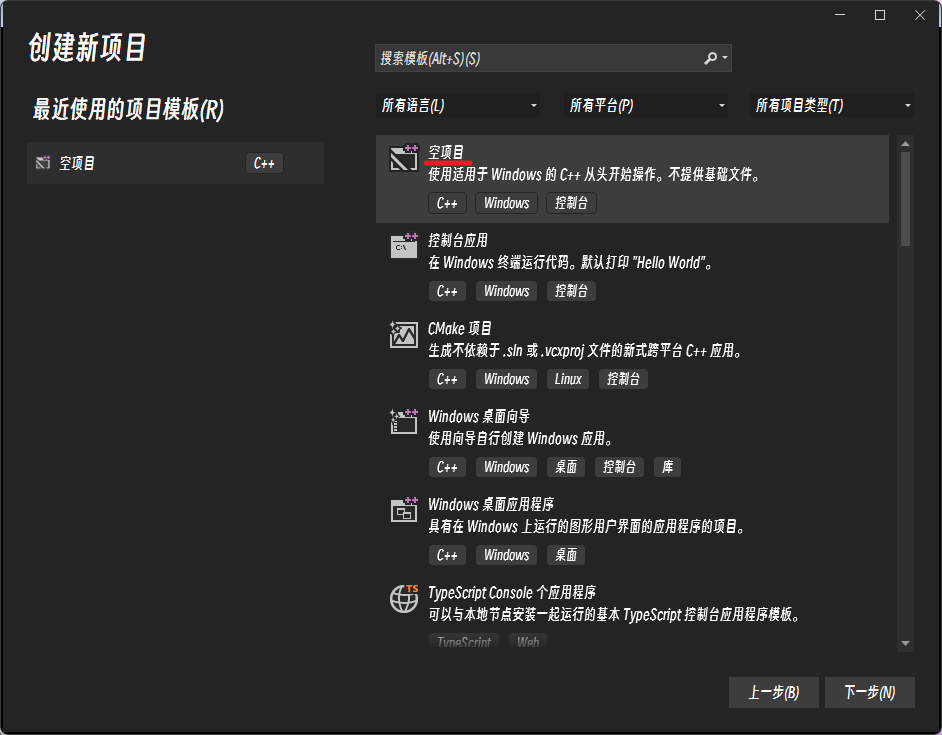 创建新项目
最近使用的项目模板(R)
空项目
C++
搜索模板(Alt+S)(S)
所有语言(L)
所有平台(P)
所有项目类型(T)
空项目
使用适用于 Windows 的 C++ 从头开始操作。不提供基础文件。
C++ Windows 控制台
控制台应用
在 Windows 终端运行代码。默认打印 "Hello World"。
C++ Windows 控制台
CMake 项目
生成不依赖于 .sln 或 .vcxproj 文件的新式跨平台 C++ 应用。
C++ Windows Linux 控制台
Windows 桌面向导
使用向导自行创建 Windows 应用。
C++ Windows 桌面 控制台 库
Windows 桌面应用程序
具有在 Windows 上运行的图形用户界面的应用程序的项目。
C++ Windows 桌面
TS
TypeScript Console 个应用程序
可以与本地节点安装一起运行的基本 TypeScript 控制台应用程序模板。
TypeScript Web
上一步(B)
下一步(N)